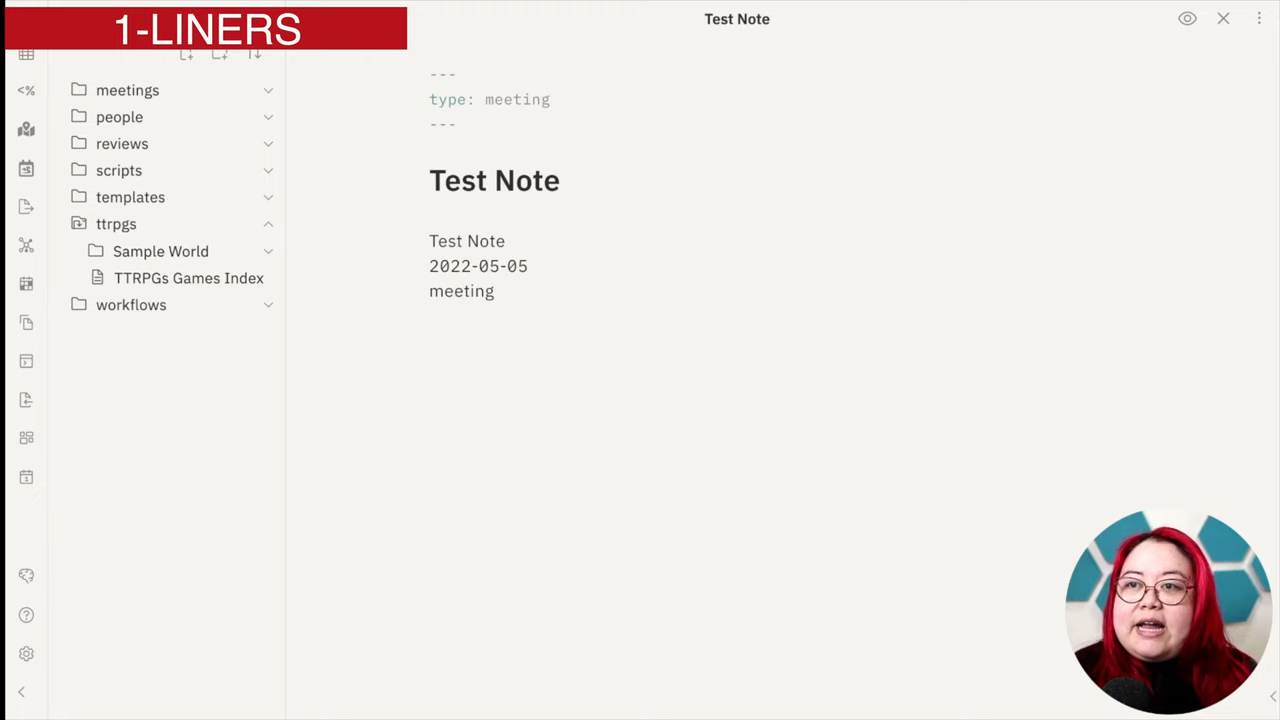 1-LINERS
Test Note
<%
meetings
people
reviews
scripts
templates
ttrpgs
Sample World
TTRPGs Games Index
workflows
---
type: meeting
---
Test Note
Test Note
2022-05-05
meeting